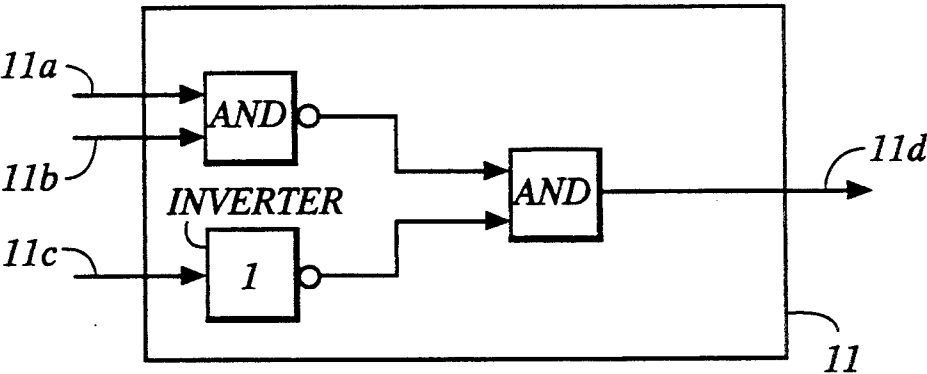 11a
AND
11b
AND
11d
INVERTER
11c
1
11